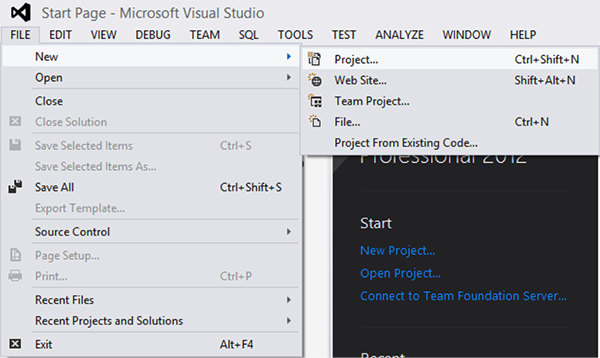 Start Page - Microsoft Visual Studio
FILE EDIT VIEW DEBUG TEAM SQL TOOLS TEST ANALYZE WINDOW HELP
New
Open
Close
Close Solution
Save Selected Items Ctrl+S
Save Selected Items As...
Save All Ctrl+Shift+S
Export Template...
Source Control
Page Setup...
Print... Ctrl+P
Recent Files
Recent Projects and Solutions
Exit Alt+F4
Project... Ctrl+Shift+N
Web Site... Shift+Alt+N
Team Project...
File... Ctrl+N
Project From Existing Code...
Professional 2012
Start
New Project...
Open Project...
Connect to Team Foundation Server...
Recent